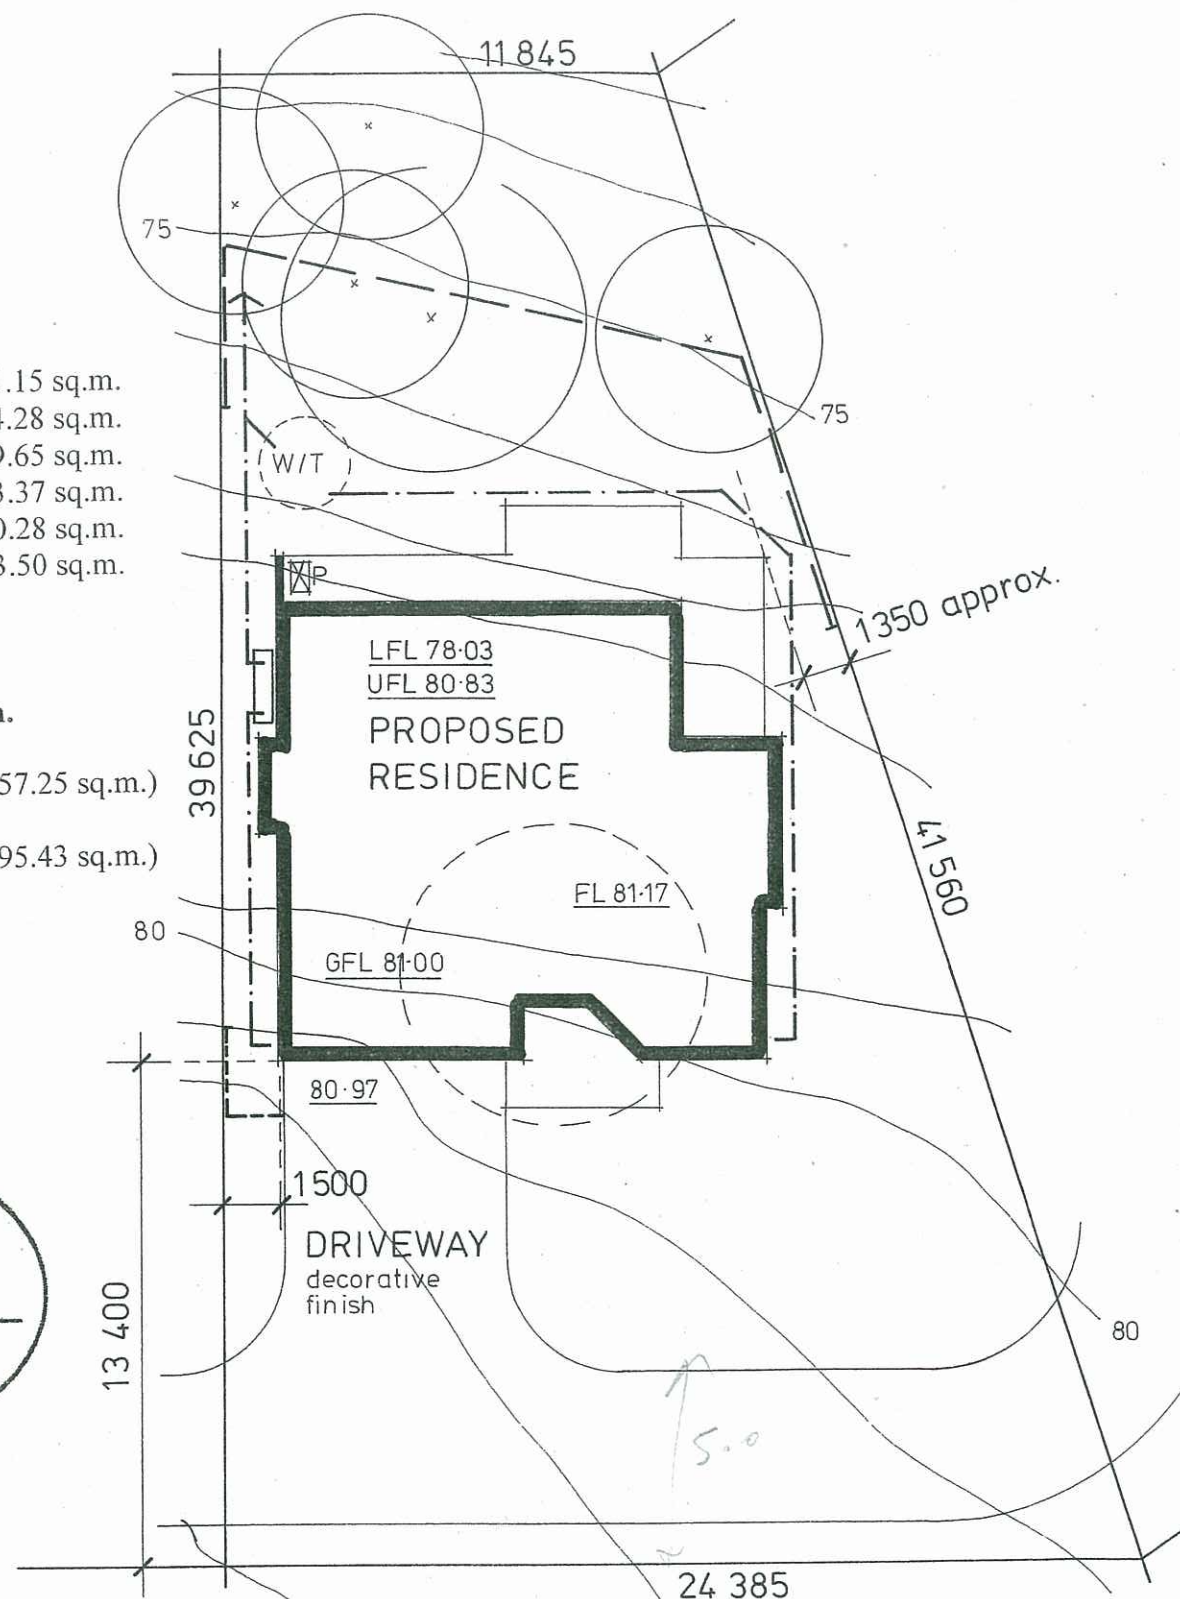 11 845
75
.15 sq.m.
.28 sq.m.
.65 sq.m.
.37 sq.m.
.28 sq.m.
.50 sq.m.
75
W/T
P
1350 approx.
LFL 78·03
UFL 80·83
PROPOSED
RESIDENCE
39 625
57.25 sq.m.)
95.43 sq.m.)
41 560
FL 81·17
80
GFL 81·00
80·97
1500
DRIVEWAY
decorative
finish
13 400
80
5.0
24 385